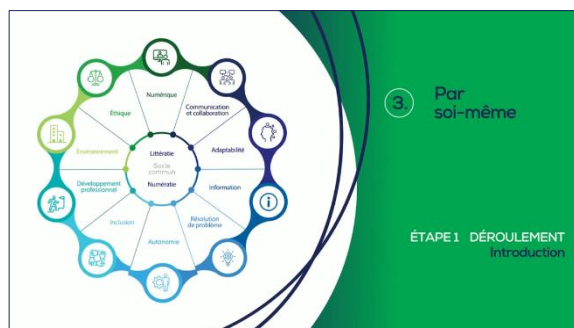 Numérique
Communication
et collaboration
Adaptabilité
Information
Résolution
de problème
Autonomie
Inclusion
Développement
professionnel
Environnement
Éthique
Littératie
Socle
commun
Numératie
3.
Par
soi-même
ÉTAPE 1 DÉROULEMENT
Introduction